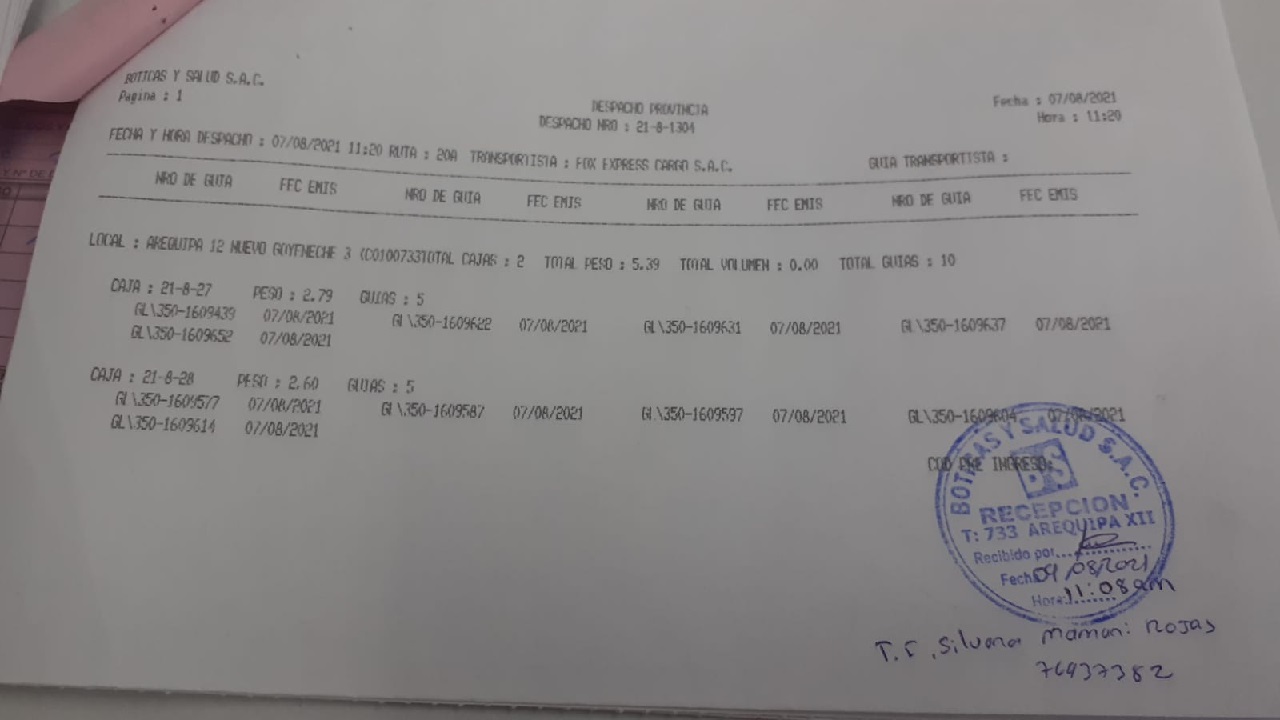 BOTICAS Y SALUD S.A.C.
Pagina : 1
DESPACHO PROVINCIA
DESPACHO NRO : 21-8-1304
Fecha : 07/08/2021
Hora : 11:20
FECHA Y HORA DESPACHO : 07/08/2021 11:20 RUTA : 20A TRANSPORTISTA : FOX EXPRESS CARGO S.A.C. GUIA TRANSPORTISTA :
NRO DE GUIA FEC EMIS NRO DE GUIA FEC EMIS NRO DE GUIA FEC EMIS NRO DE GUIA FEC EMIS
LOCAL : AREQUIPA 12 NUEVO GOYENECHE 3 (C0100733TOTAL CAJAS : 2 TOTAL PESO : 5.39 TOTAL VOLUMEN : 0.00 TOTAL GUIAS : 10
CAJA : 21-8-27 PESO : 2.79 GUIAS : 5
GL\350-1609439 07/08/2021 GL\350-1609622 07/08/2021 GL\350-1609631 07/08/2021 GL\350-1609637 07/08/2021
GL\350-1609652 07/08/2021
CAJA : 21-8-28 PESO : 2.60 GUIAS : 5
GL\350-1609577 07/08/2021 GL\350-1609587 07/08/2021 GL\350-1609597 07/08/2021 GL\350-1609604 07/08/2021
GL\350-1609614 07/08/2021
COD PRE INGRESO:
BOTICAS Y SALUD S.A.C.
BS
RECEPCION
T: 733 AREQUIPA XII
Recibido por
Fecha 09/08/2021
Hora: 11:08am
T.F. Silvana Mamani Rojas
76937382